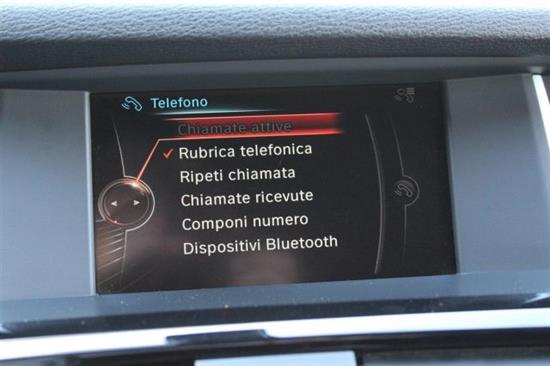 Telefono
Chiamate attive
Rubrica telefonica
Ripeti chiamata
Chiamate ricevute
Componi numero
Dispositivi Bluetooth